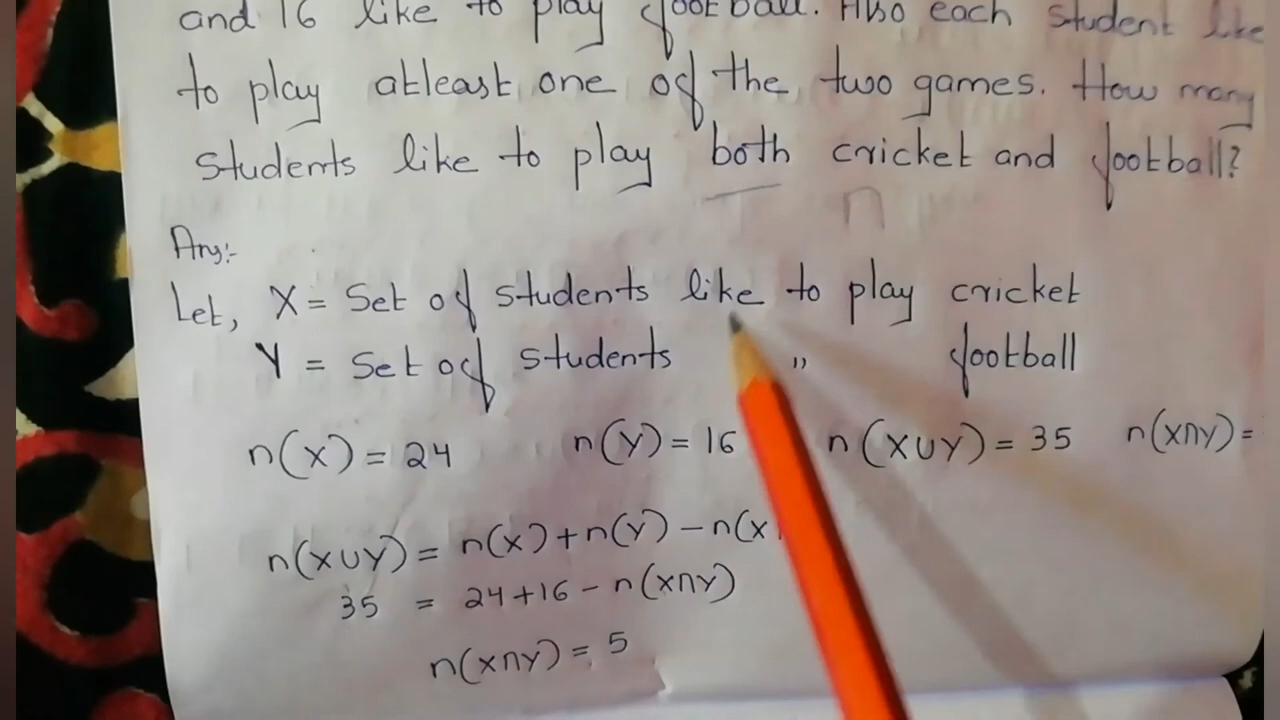 and 16 like to play football. Also each student like
to play atleast one of the two games. How many
students like to play both cricket and football?
n
Ans:-
Let, X = Set of students like to play cricket
Y = Set of students " football
n(X) = 24 n(Y) = 16 n(X∪Y) = 35 n(X∩Y) =
n(X∪Y) = n(X) + n(Y) - n(X
35 = 24+16 - n(X∩Y)
n(X∩Y) = 5